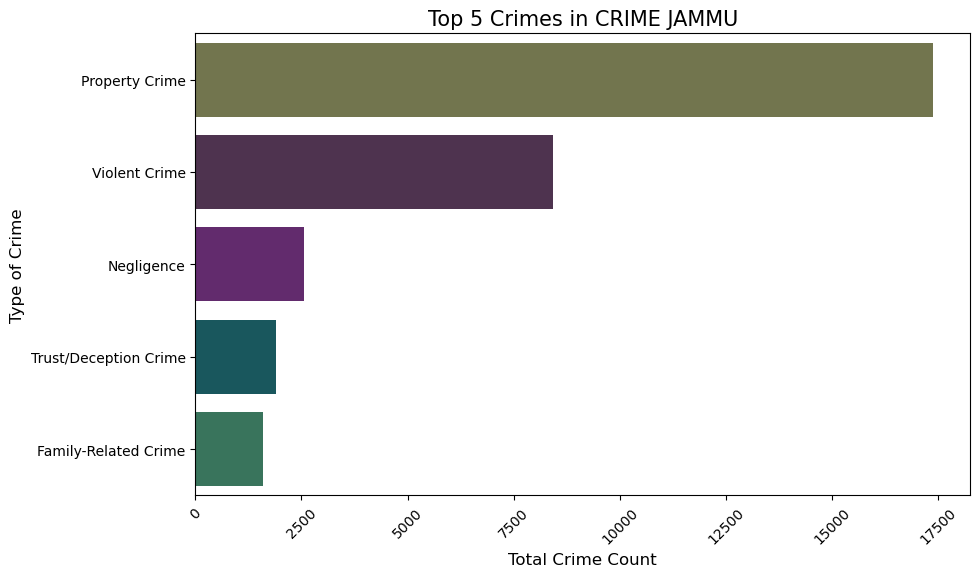 Top 5 Crimes in CRIME JAMMU
Type of Crime
Property Crime
Violent Crime
Negligence
Trust/Deception Crime
Family-Related Crime
0
2500
5000
7500
10000
12500
15000
17500
Total Crime Count